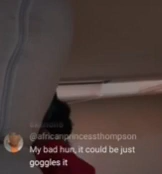 @africanprincessthompson
My bad hun, it could be just
goggles it